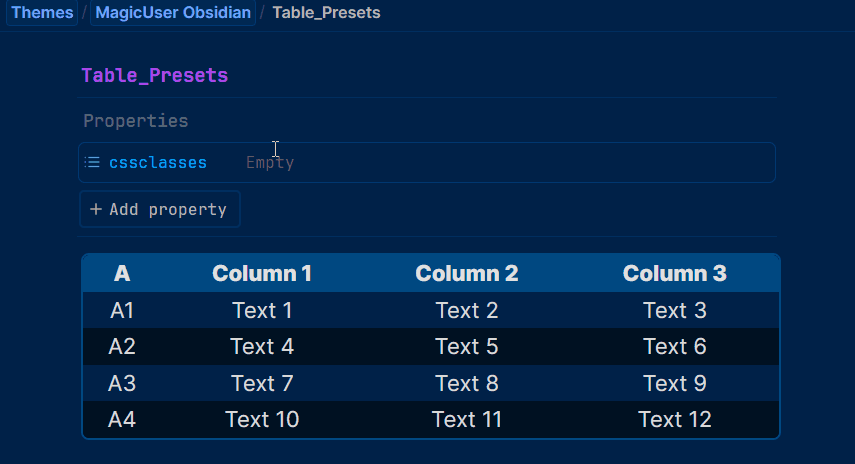 Themes / MagicUser Obsidian / Table_Presets
Table_Presets
Properties
cssclasses Empty
+ Add property
A Column 1 Column 2 Column 3
A1 Text 1 Text 2 Text 3
A2 Text 4 Text 5 Text 6
A3 Text 7 Text 8 Text 9
A4 Text 10 Text 11 Text 12